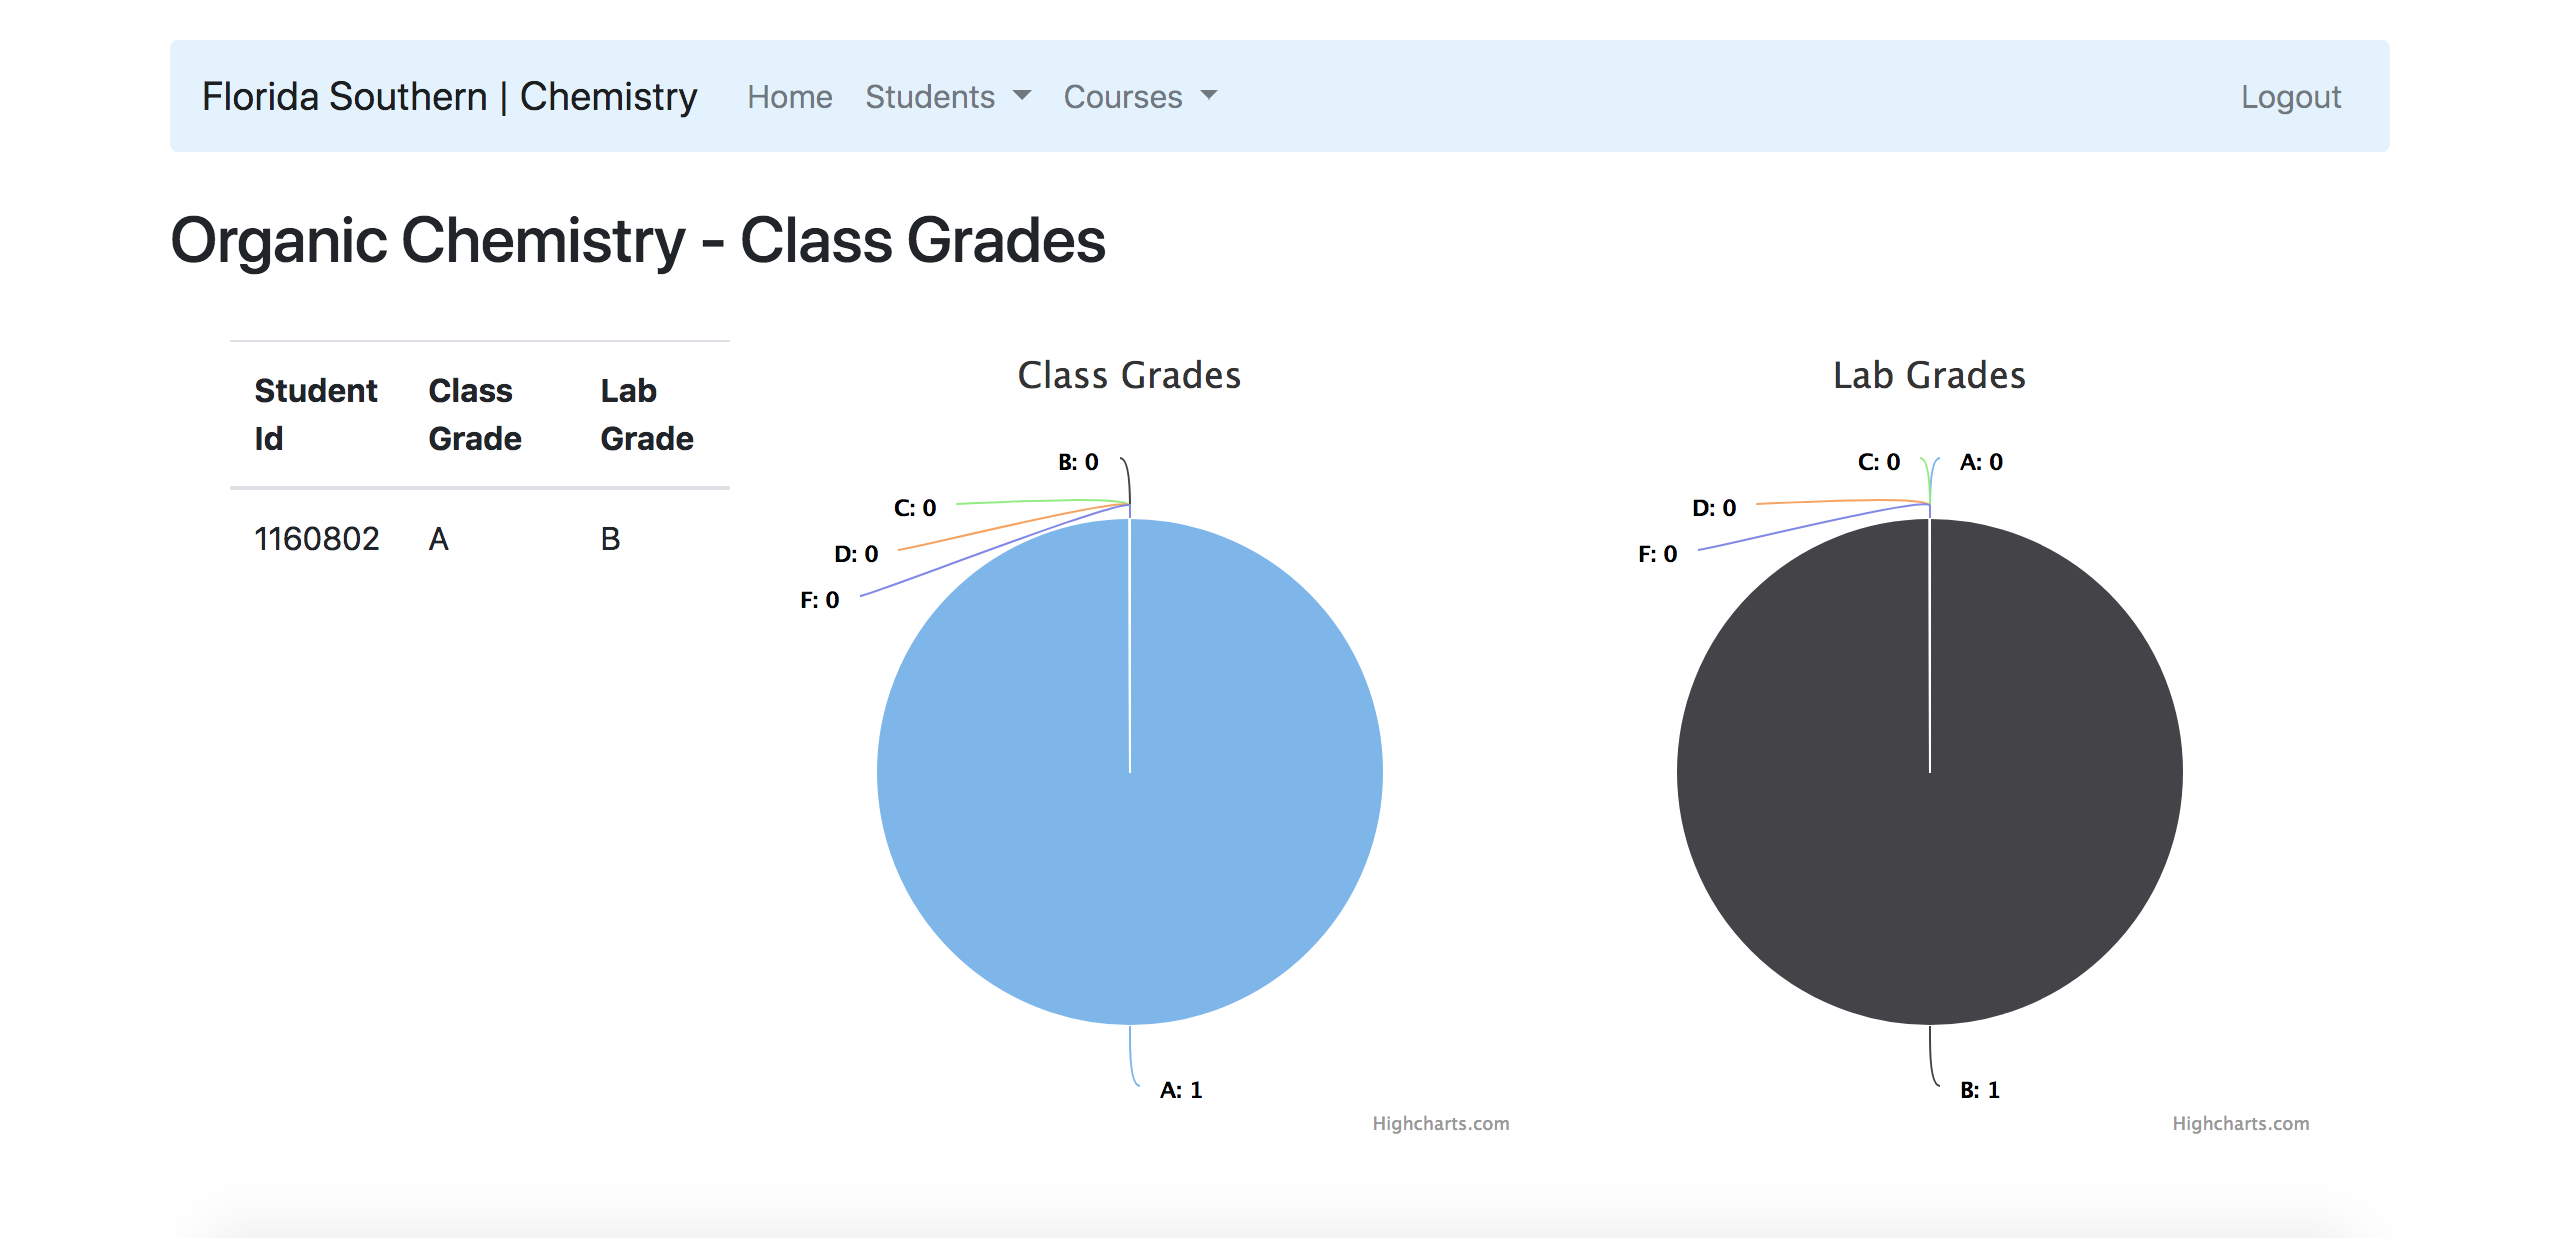 Florida Southern | Chemistry Home Students Courses Logout
Organic Chemistry - Class Grades
Student Class Lab
Id Grade Grade
1160802 A B
Class Grades
B: 0
C: 0
D: 0
F: 0
A: 1
Highcharts.com
Lab Grades
C: 0 A: 0
D: 0
F: 0
B: 1
Highcharts.com